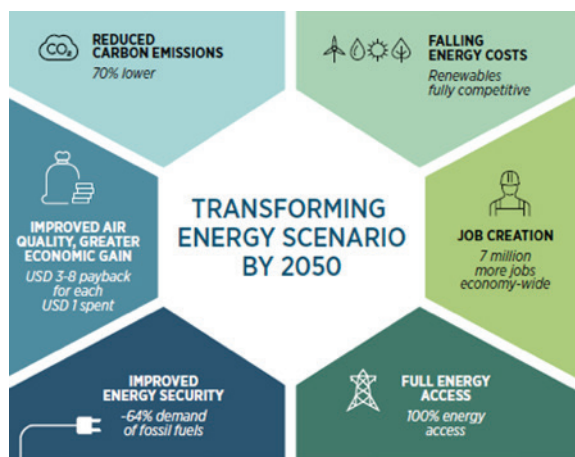 CO₂
REDUCED
CARBON EMISSIONS
70% lower
FALLING
ENERGY COSTS
Renewables
fully competitive
IMPROVED AIR
QUALITY, GREATER
ECONOMIC GAIN
USD 3-8 payback
for each
USD 1 spent
TRANSFORMING
ENERGY SCENARIO
BY 2050
JOB CREATION
7 million
more jobs
economy-wide
IMPROVED
ENERGY SECURITY
-64% demand
of fossil fuels
FULL ENERGY
ACCESS
100% energy
access